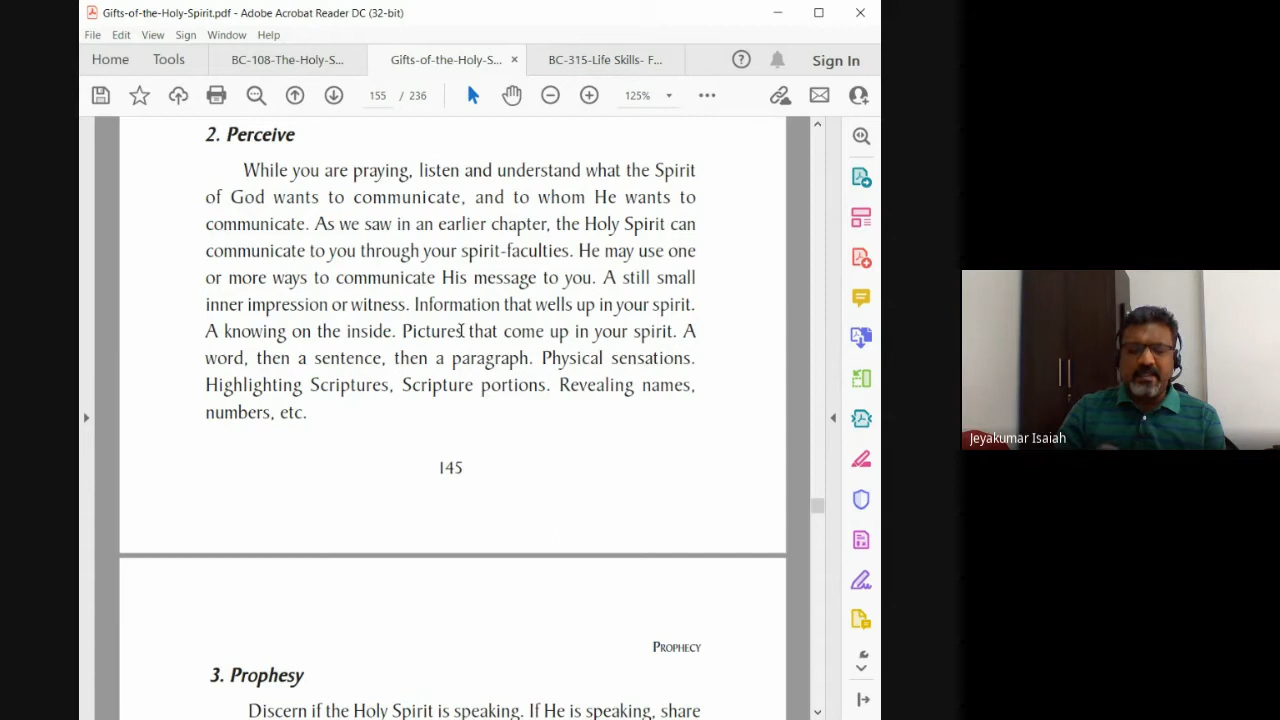 Gifts-of-the-Holy-Spirit.pdf - Adobe Acrobat Reader DC (32-bit)
File Edit View Sign Window Help
Home Tools BC-108-The-Holy-S... Gifts-of-the-Holy-S... BC-315-Life Skills- F... Sign In
155 / 236 125%
2. Perceive
While you are praying, listen and understand what the Spirit
of God wants to communicate, and to whom He wants to
communicate. As we saw in an earlier chapter, the Holy Spirit can
communicate to you through your spirit-faculties. He may use one
or more ways to communicate His message to you. A still small
inner impression or witness. Information that wells up in your spirit.
A knowing on the inside. Pictures that come up in your spirit. A
word, then a sentence, then a paragraph. Physical sensations.
Highlighting Scriptures, Scripture portions. Revealing names,
numbers, etc.
145
Prophecy
3. Prophesy
Discern if the Holy Spirit is speaking. If He is speaking, share
Jeyakumar Isaiah